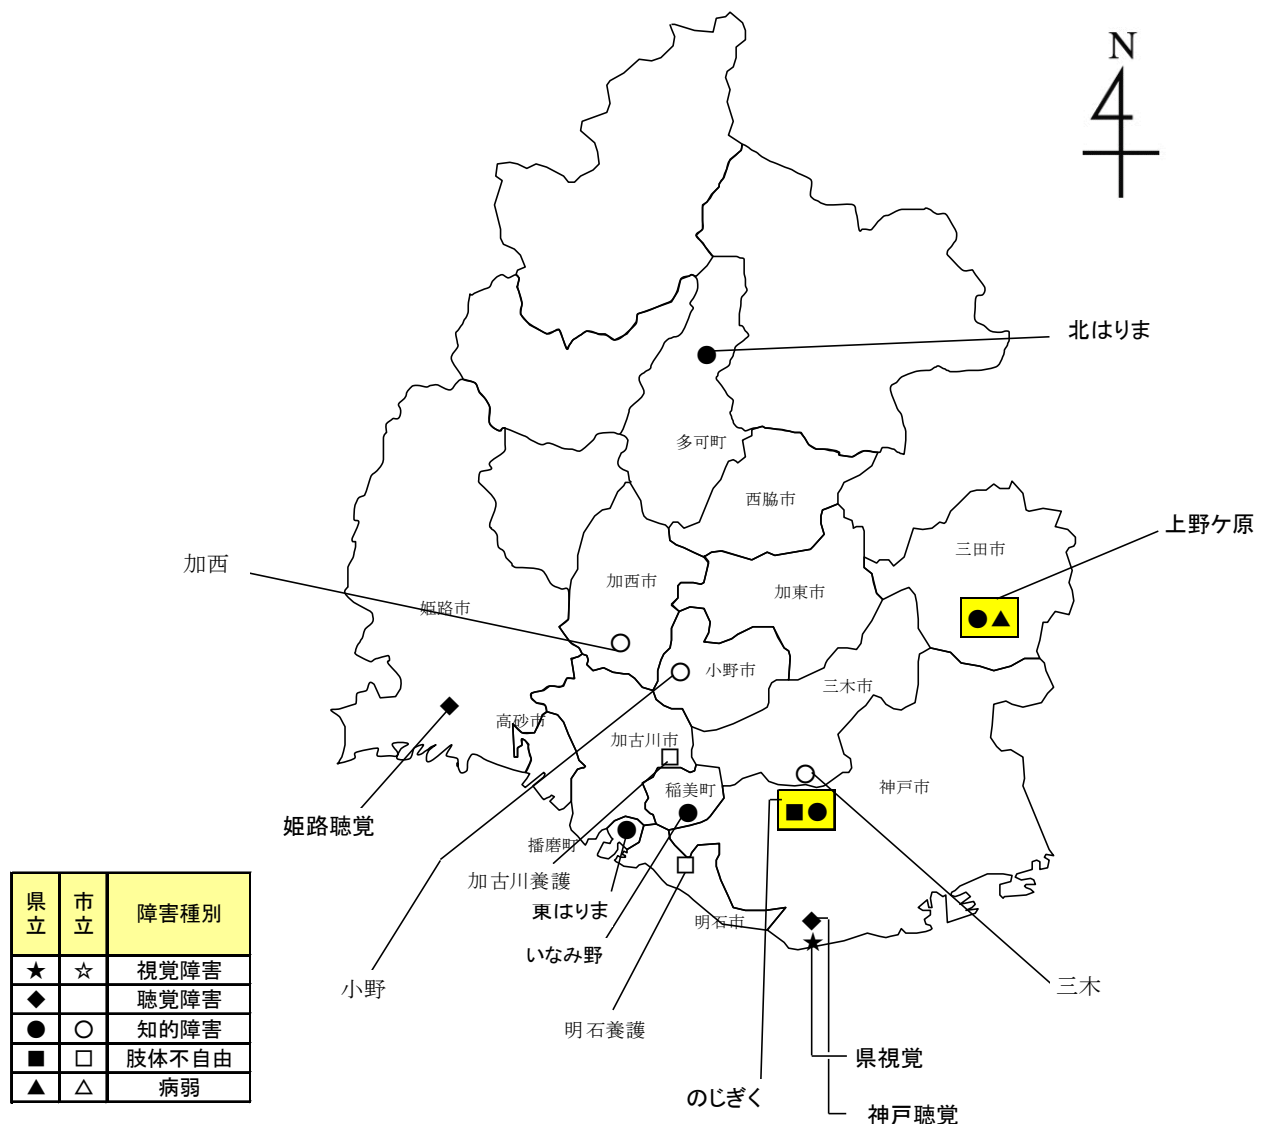 N
北はりま
多可町
西脇市
上野ケ原
三田市
加西
加西市
加東市
姫路市
小野市
三木市
高砂市
加古川市
神戸市
稲美町
姫路聴覚
播磨町
加古川養護
東はりま
明石市
いなみ野
小野
三木
明石養護
県視覚
のじぎく
神戸聴覚
県立 市立 障害種別
★ ☆ 視覚障害
◆ 聴覚障害
● ○ 知的障害
■ □ 肢体不自由
▲ △ 病弱